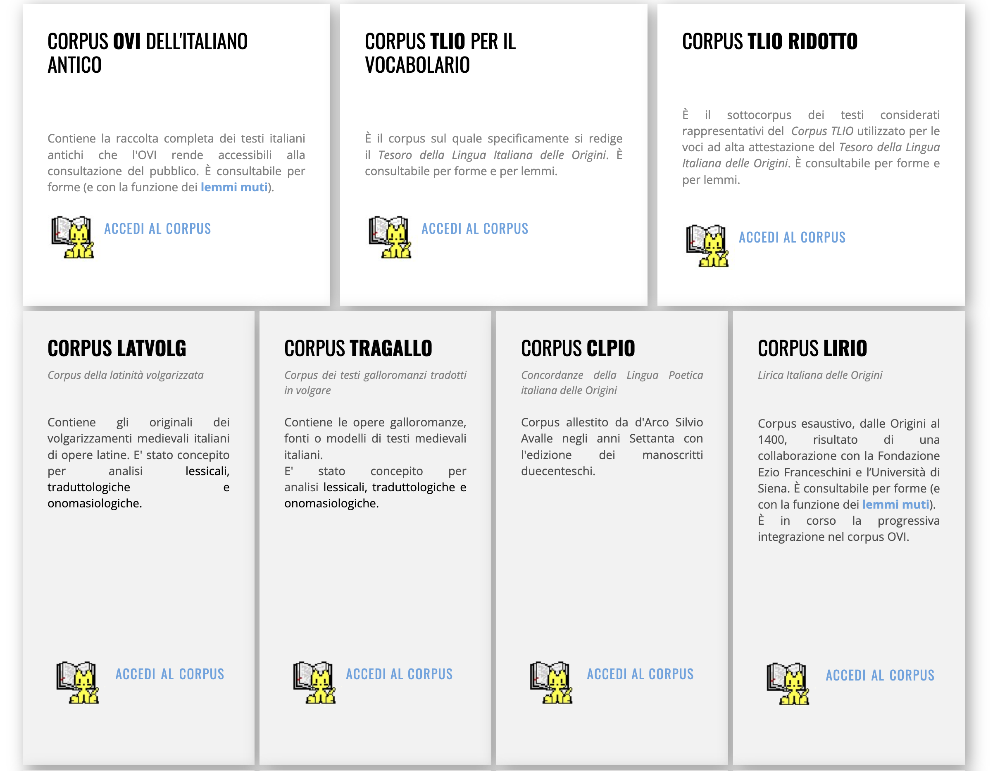 CORPUS OVI DELL'ITALIANO
ANTICO
Contiene la raccolta completa dei testi italiani
antichi che l'OVI rende accessibili alla
consultazione del pubblico. È consultabile per
forme (e con la funzione dei lemmi muti).
ACCEDI AL CORPUS
CORPUS TLIO PER IL
VOCABOLARIO
È il corpus sul quale specificamente si redige
il Tesoro della Lingua Italiana delle Origini. È
consultabile per forme e per lemmi.
ACCEDI AL CORPUS
CORPUS TLIO RIDOTTO
È il sottocorpus dei testi considerati
rappresentativi del Corpus TLIO utilizzato per le
voci ad alta attestazione del Tesoro della Lingua
Italiana delle Origini. È consultabile per forme e
per lemmi.
ACCEDI AL CORPUS
CORPUS LATVOLG
Corpus della latinità volgarizzata
Contiene gli originali dei
volgarizzamenti medievali italiani
di opere latine. E' stato concepito
per analisi lessicali,
traduttologiche e
onomasiologiche.
ACCEDI AL CORPUS
CORPUS TRAGALLO
Corpus dei testi galloromanzi tradotti
in volgare
Contiene le opere galloromanze,
fonti o modelli di testi medievali
italiani.
E' stato concepito per
analisi lessicali, traduttologiche e
onomasiologiche.
ACCEDI AL CORPUS
CORPUS CLPIO
Concordanze della Lingua Poetica
italiana delle Origini
Corpus allestito da d'Arco Silvio
Avalle negli anni Settanta con
l'edizione dei manoscritti
duecenteschi.
ACCEDI AL CORPUS
CORPUS LIRIO
Lirica Italiana delle Origini
Corpus esaustivo, dalle Origini al
1400, risultato di una
collaborazione con la Fondazione
Ezio Franceschini e l’Università di
Siena. È consultabile per forme (e
con la funzione dei lemmi muti).
È in corso la progressiva
integrazione nel corpus OVI.
ACCEDI AL CORPUS